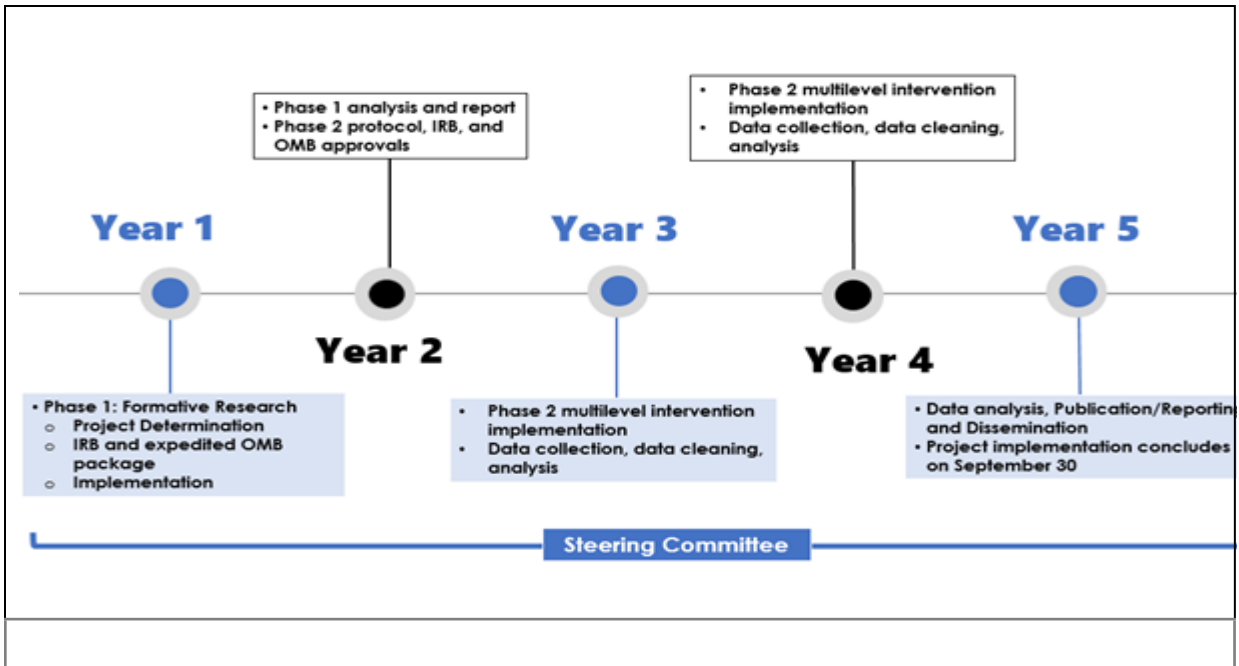 Year 1
• Phase 1: Formative Research
o Project Determination
o IRB and expedited OMB
package
o Implementation
• Phase 1 analysis and report
• Phase 2 protocol, IRB, and
OMB approvals
Year 2
Year 3
• Phase 2 multilevel intervention
implementation
• Data collection, data cleaning,
analysis
• Phase 2 multilevel intervention
implementation
• Data collection, data cleaning,
analysis
Year 4
Year 5
• Data analysis, Publication/Reporting
and Dissemination
• Project implementation concludes
on September 30
Steering Committee